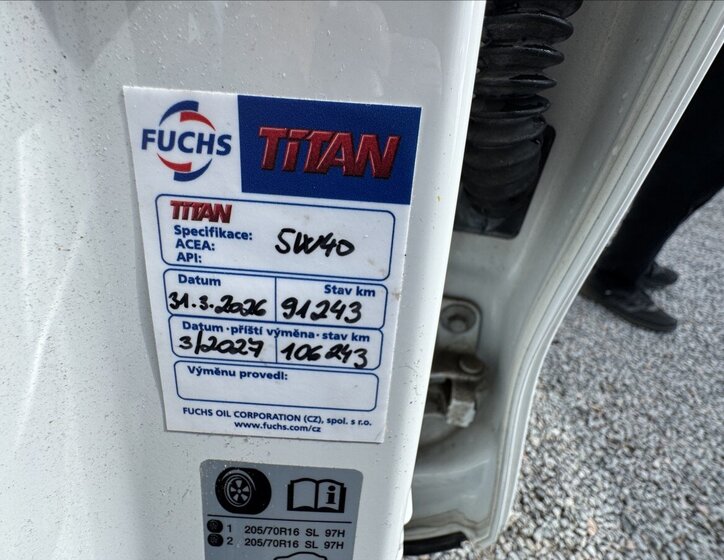 FUCHS TITAN
TITAN
Specifikace: 5W40
ACEA:
API:
Datum Stav km
31.3.2026 91243
Datum · příští výměna · stav km
3/2027 106243
Výměnu provedl:
FUCHS OIL CORPORATION (CZ), spol. s r.o.
www.fuchs.com/cz
i
1 205/70R16 SL 97H
2 205/70R16 SL 97H